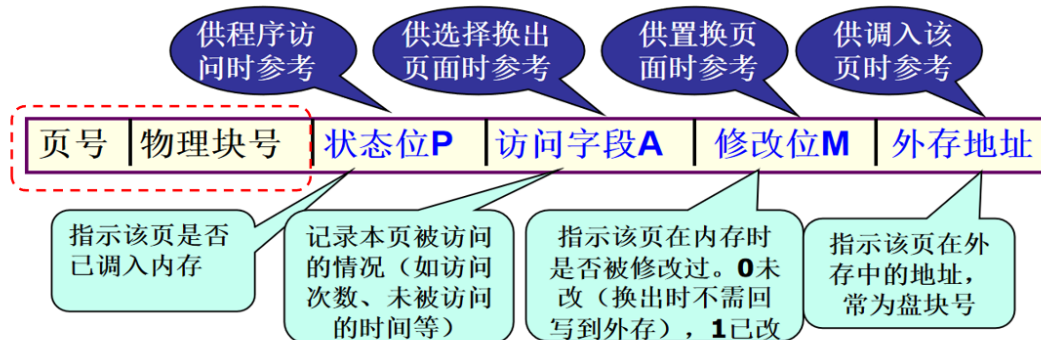 供程序访
问时参考
供选择换出
页面时参考
供置换页
面时参考
供调入该
页时参考
页号 物理块号 状态位P 访问字段A 修改位M 外存地址
指示该页是否
已调入内存
记录本页被访问
的情况（如访问
次数、未被访问
的时间等）
指示该页在内存时
是否被修改过。0未
改（换出时不需回
写到外存），1已改
指示该页在外
存中的地址，
常为盘块号